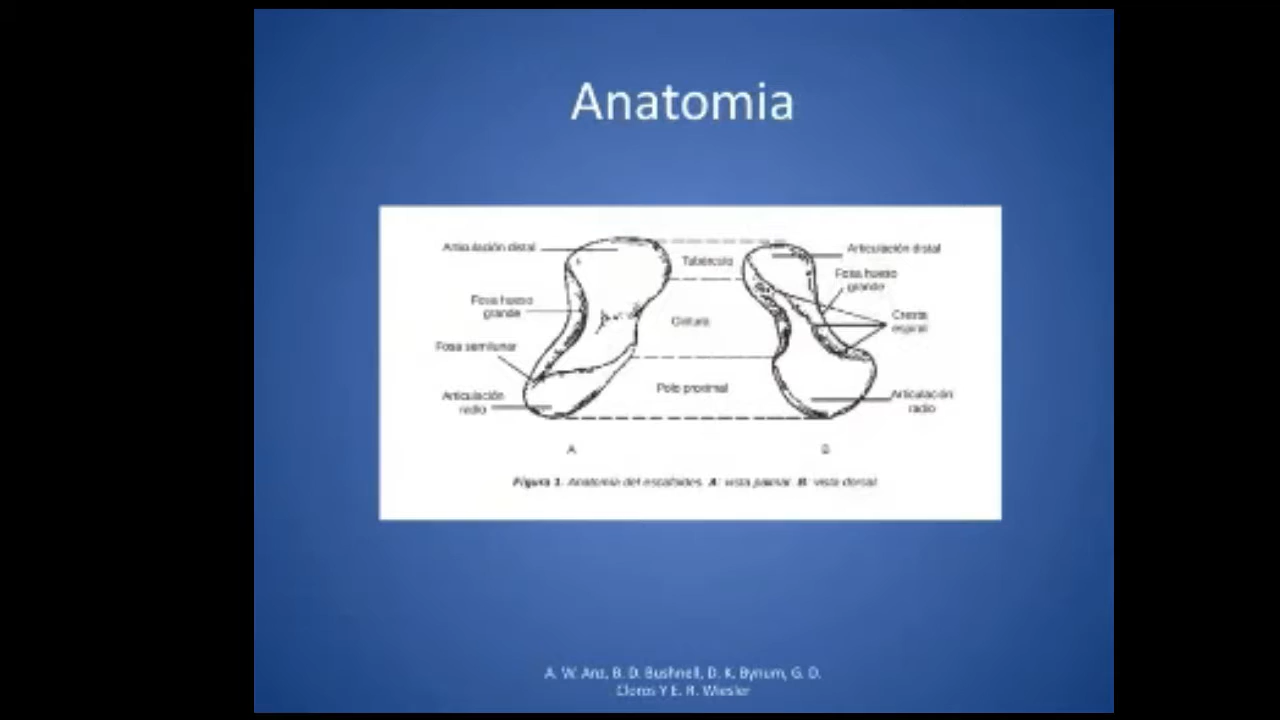 Anatomia
Articulación distal
Fosa hueso
grande
Fosa semilunar
Articulación
radio
Tubérculo
Cintura
Polo proximal
Articulación distal
Fosa hueso
grande
Cresta
espiral
Articulación
radio
A
B
Figura 1. Anatomía del escafoides. A: vista palmar. B: vista dorsal
A. W. Anz, B. D. Bushnell, D. K. Bynum, G. D.
Cloros Y E. R. Wiesler